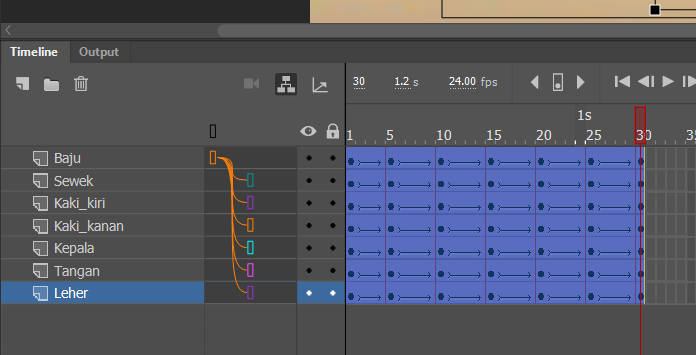 Timeline Output
30 1.2 s 24.00 fps
1s
1 5 10 15 20 25 30 35
Baju
Sewek
Kaki_kiri
Kaki_kanan
Kepala
Tangan
Leher